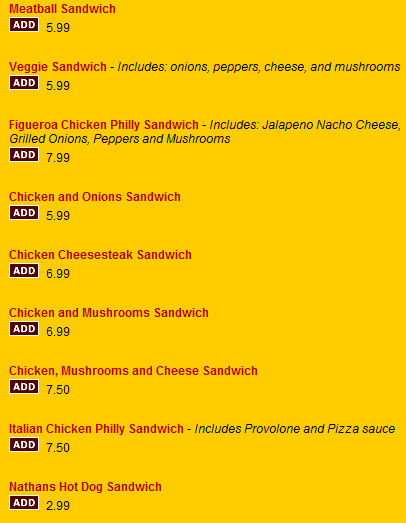 Meatball Sandwich
ADD 5.99
Veggie Sandwich - Includes: onions, peppers, cheese, and mushrooms
ADD 5.99
Figueroa Chicken Philly Sandwich - Includes: Jalapeno Nacho Cheese,
Grilled Onions, Peppers and Mushrooms
ADD 7.99
Chicken and Onions Sandwich
ADD 5.99
Chicken Cheesesteak Sandwich
ADD 6.99
Chicken and Mushrooms Sandwich
ADD 6.99
Chicken, Mushrooms and Cheese Sandwich
ADD 7.50
Italian Chicken Philly Sandwich - Includes Provolone and Pizza sauce
ADD 7.50
Nathans Hot Dog Sandwich
ADD 2.99